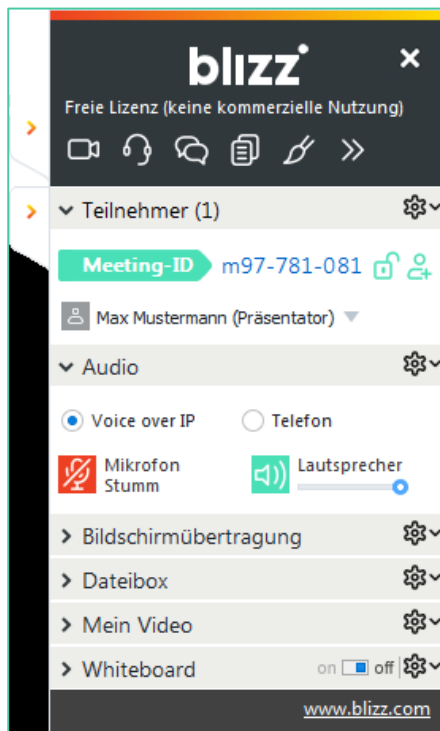 blizz
Freie Lizenz (keine kommerzielle Nutzung)
Teilnehmer (1)
Meeting-ID m97-781-081
Max Mustermann (Präsentator)
Audio
Voice over IP Telefon
Mikrofon Lautsprecher
Stumm
Bildschirmübertragung
Dateibox
Mein Video
Whiteboard on off
www.blizz.com